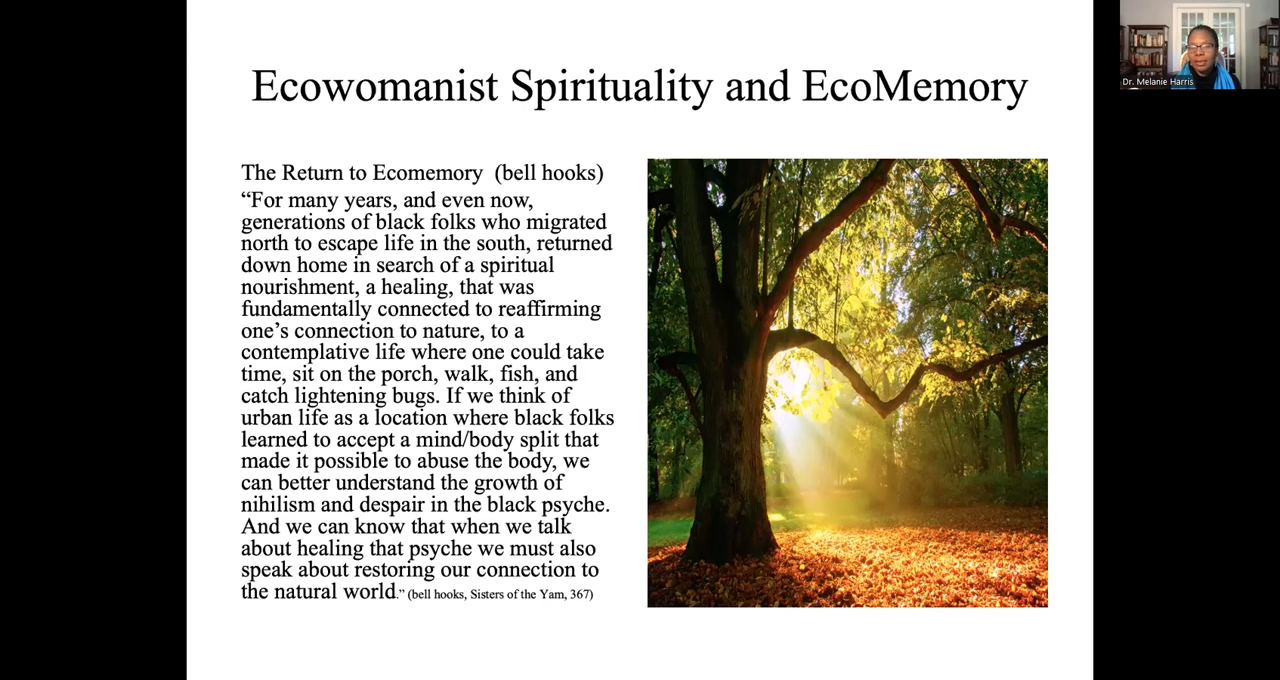 Ecowomanist Spirituality and EcoMemory
The Return to Ecomemory  (bell hooks)
“For many years, and even now,
generations of black folks who migrated
north to escape life in the south, returned
down home in search of a spiritual
nourishment, a healing, that was
fundamentally connected to reaffirming
one’s connection to nature, to a
contemplative life where one could take
time, sit on the porch, walk, fish, and
catch lightening bugs. If we think of
urban life as a location where black folks
learned to accept a mind/body split that
made it possible to abuse the body, we
can better understand the growth of
nihilism and despair in the black psyche.
And we can know that when we talk
about healing that psyche we must also
speak about restoring our connection to
the natural world.” (bell hooks, Sisters of the Yam, 367)
Dr. Melanie Harris